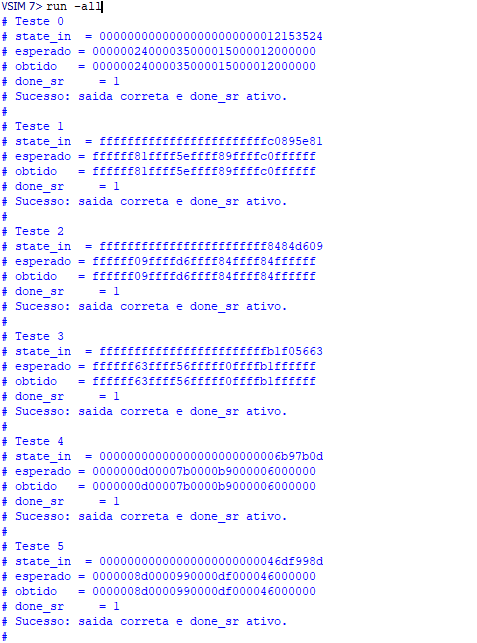 VSIM 7> run -all
# Teste 0
# state_in  = 00000000000000000000000012153524
# esperado = 00000024000035000015000012000000
# obtido   = 00000024000035000015000012000000
# done_sr     = 1
# Sucesso: saida correta e done_sr ativo.
#
# Teste 1
# state_in  = ffffffffffffffffffffffffc0895e81
# esperado = ffffff81ffff5effff89ffffc0ffffff
# obtido   = ffffff81ffff5effff89ffffc0ffffff
# done_sr     = 1
# Sucesso: saida correta e done_sr ativo.
#
# Teste 2
# state_in  = ffffffffffffffffffffffff8484d609
# esperado = ffffff09ffffd6ffff84ffff84ffffff
# obtido   = ffffff09ffffd6ffff84ffff84ffffff
# done_sr     = 1
# Sucesso: saida correta e done_sr ativo.
#
# Teste 3
# state_in  = ffffffffffffffffffffffffb1f05663
# esperado = ffffff63ffff56fffff0ffffb1ffffff
# obtido   = ffffff63ffff56fffff0ffffb1ffffff
# done_sr     = 1
# Sucesso: saida correta e done_sr ativo.
#
# Teste 4
# state_in  = 00000000000000000000000006b97b0d
# esperado = 0000000d00007b0000b9000006000000
# obtido   = 0000000d00007b0000b9000006000000
# done_sr     = 1
# Sucesso: saida correta e done_sr ativo.
#
# Teste 5
# state_in  = 00000000000000000000000046df998d
# esperado = 0000008d0000990000df000046000000
# obtido   = 0000008d0000990000df000046000000
# done_sr     = 1
# Sucesso: saida correta e done_sr ativo.
#